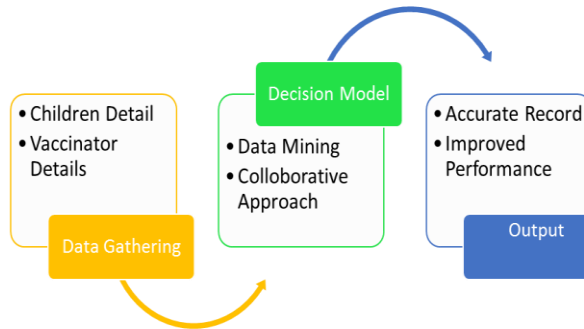 • Children Detail
• Vaccinator
Details
Data Gathering
Decision Model
• Data Mining
• Colloborative
Approach
• Accurate Record
• Improved
Performance
Output